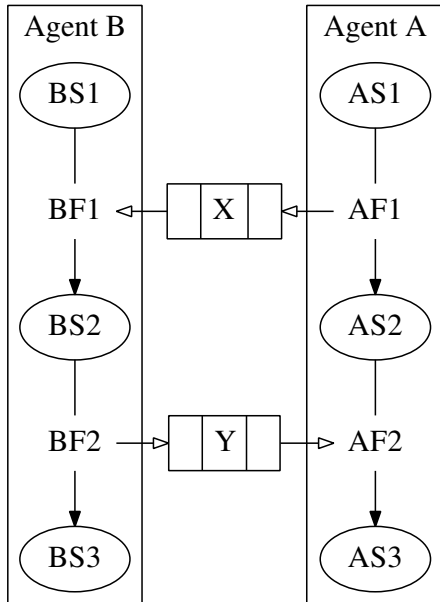 Agent B
Agent A
BS1
AS1
BF1
X
AF1
BS2
AS2
BF2
Y
AF2
BS3
AS3